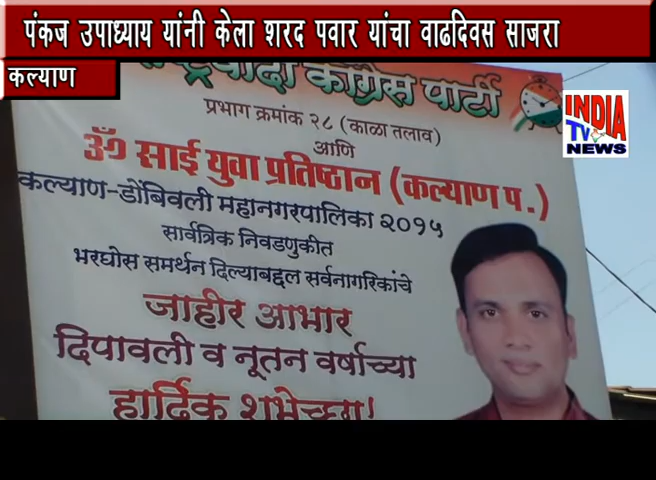 पंकज उपाध्याय यांनी केला शरद पवार यांचा वाढदिवस साजरा
कल्याण
राष्ट्रवादी काँग्रेस पार्टी
प्रभाग क्रमांक २८ (काळा तलाव)
आणि
ॐ साई युवा प्रतिष्ठान (कल्याण प.)
कल्याण-डोंबिवली महानगरपालिका २०१५
सार्वत्रिक निवडणुकीत
भरघोस समर्थन दिल्याबद्दल सर्वनागरिकांचे
जाहीर आभार
दिपावली व नूतन वर्षाच्या
हार्दिक शुभेच्छा!
INDIA
TV
NEWS